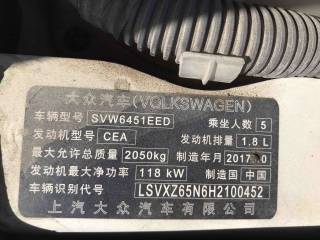 大众汽车(VOLKSWAGEN)
车辆型号 SVW6451EED 乘坐人数 5
发动机型号 CEA 发动机排量 1.8 L
最大允许总质量 2050kg 制造年月 2017.0
发动机最大净功率 118 kW 制造国 中国
车辆识别代号 LSVXZ65N6H2100452
上汽大众汽车有限公司